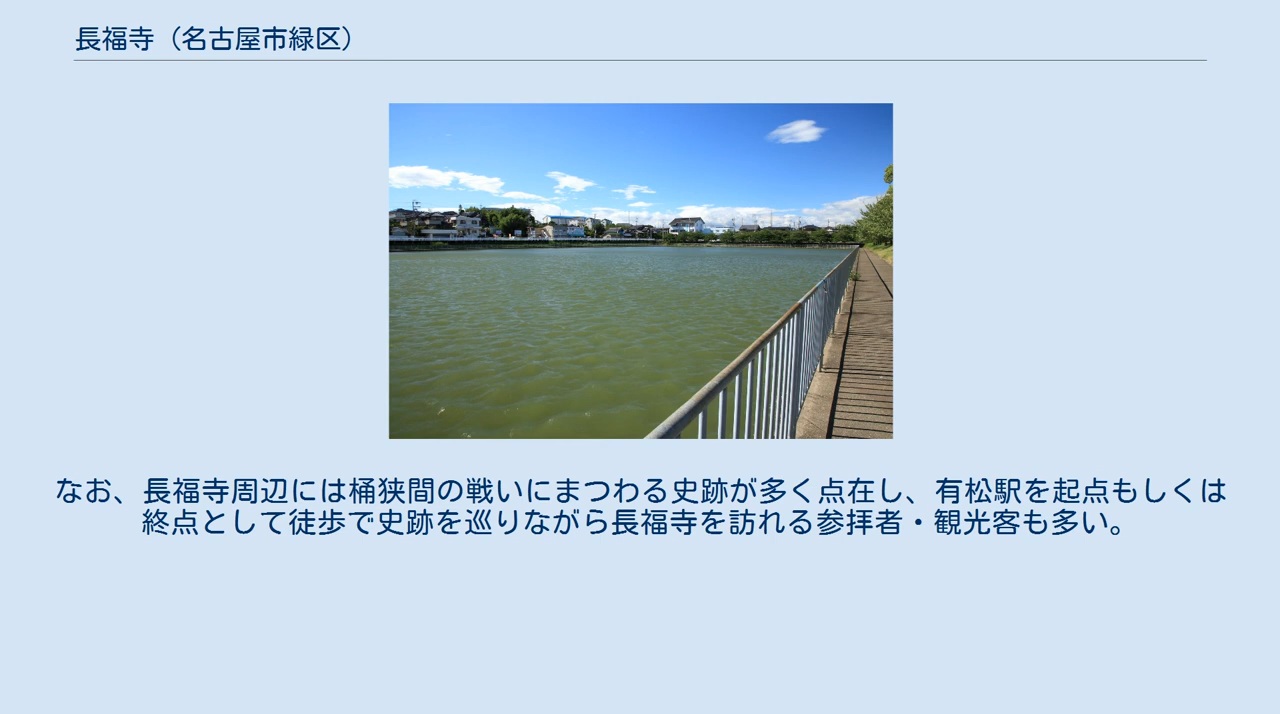 長福寺（名古屋市緑区）
なお、長福寺周辺には桶狭間の戦いにまつわる史跡が多く点在し、有松駅を起点もしくは
終点として徒歩で史跡を巡りながら長福寺を訪れる参拝者・観光客も多い。